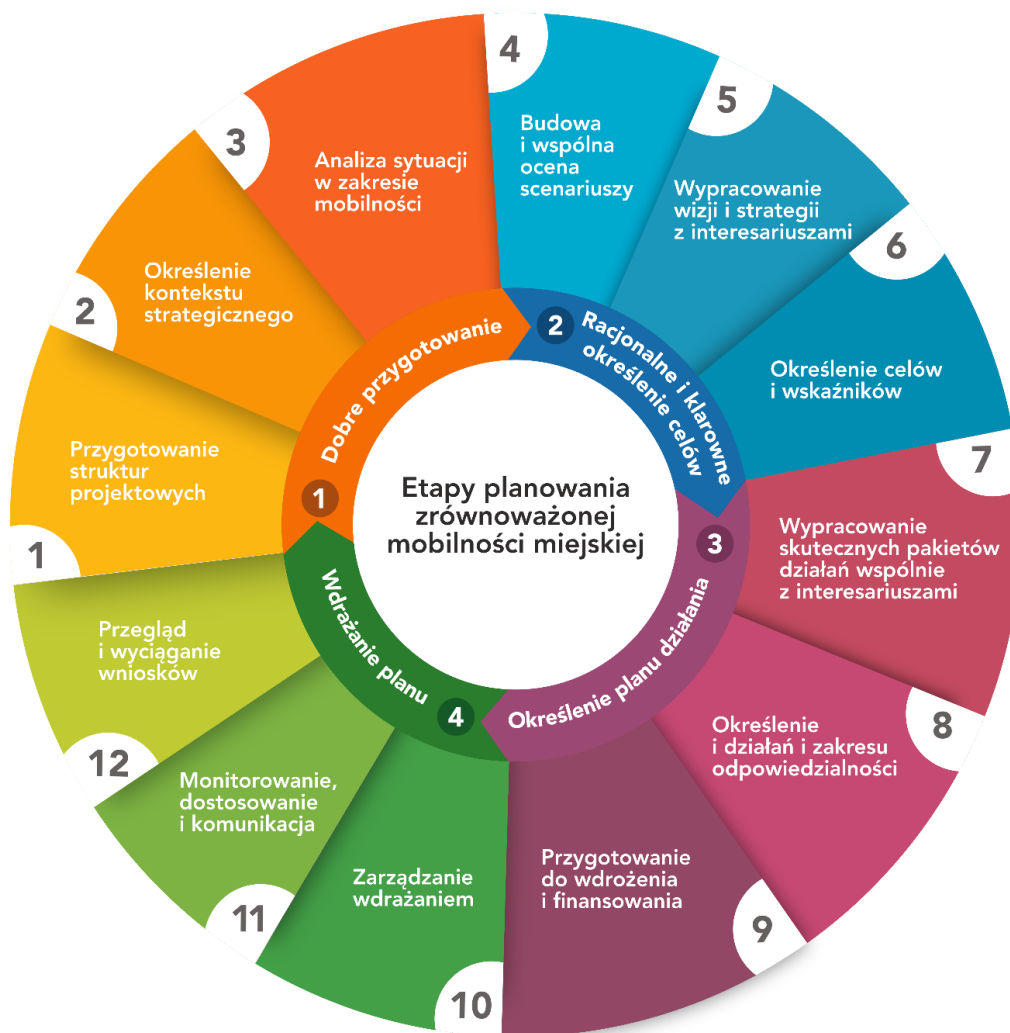 Etapy planowania
zrównoważonej
mobilności miejskiej
1
Dobre przygotowanie
2
Racjonalne i klarowne
określenie celów
3
Określenie planu działania
4
Wdrażanie planu
1
Przygotowanie
struktur
projektowych
2
Określenie
kontekstu
strategicznego
3
Analiza sytuacji
w zakresie
mobilności
4
Budowa
i wspólna
ocena
scenariuszy
5
Wypracowanie
wizji i strategii
z interesariuszami
6
Określenie celów
i wskaźników
7
Wypracowanie
skutecznych pakietów
działań wspólnie
z interesariuszami
8
Określenie
i działań i zakresu
odpowiedzialności
9
Przygotowanie
do wdrożenia
i finansowania
10
Zarządzanie
wdrażaniem
11
Monitorowanie,
dostosowanie
i komunikacja
12
Przegląd
i wyciąganie
wniosków